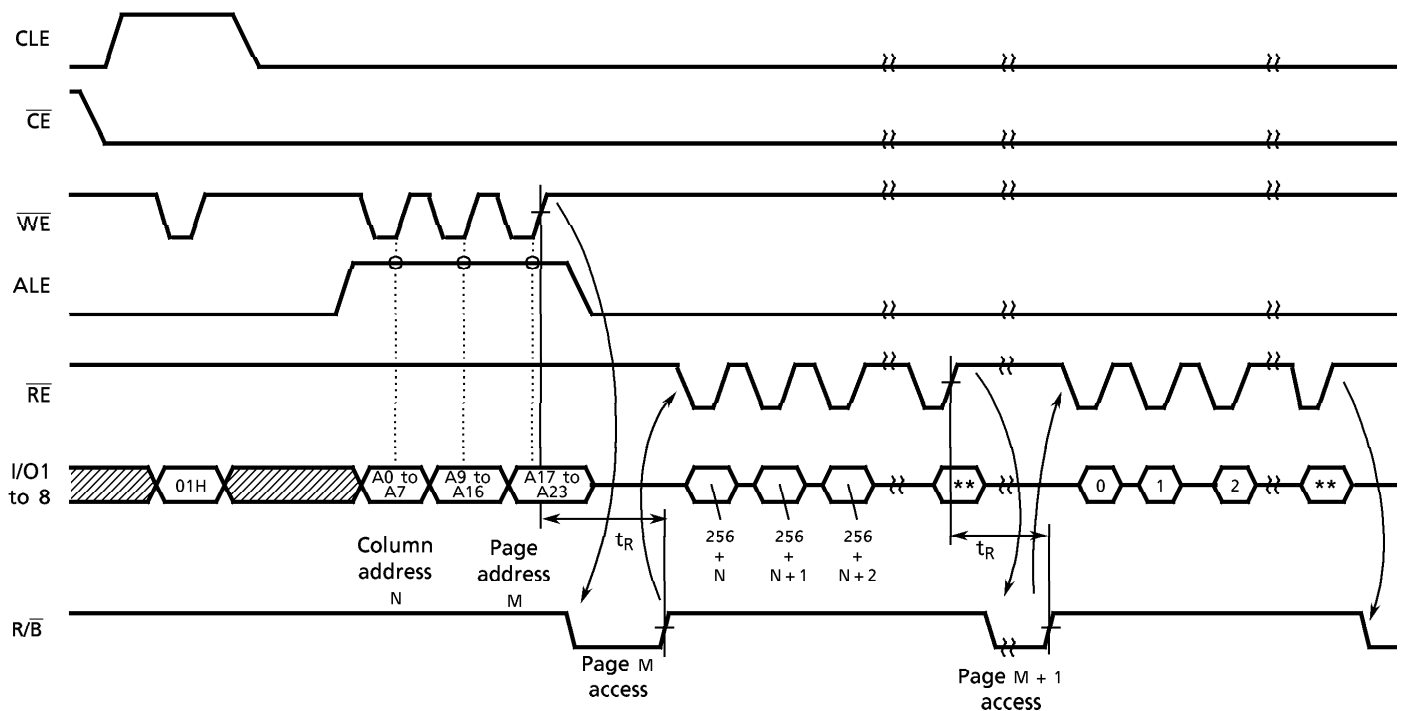 CLE
CE
WE
ALE
RE
I/O1
to 8
01H
A0 to
A7
A9 to
A16
A17 to
A23
**
0
1
2
**
Column
address
N
Page
address
M
tR
256
+
N
256
+
N + 1
256
+
N + 2
tR
R/B
Page M
access
Page M + 1
access